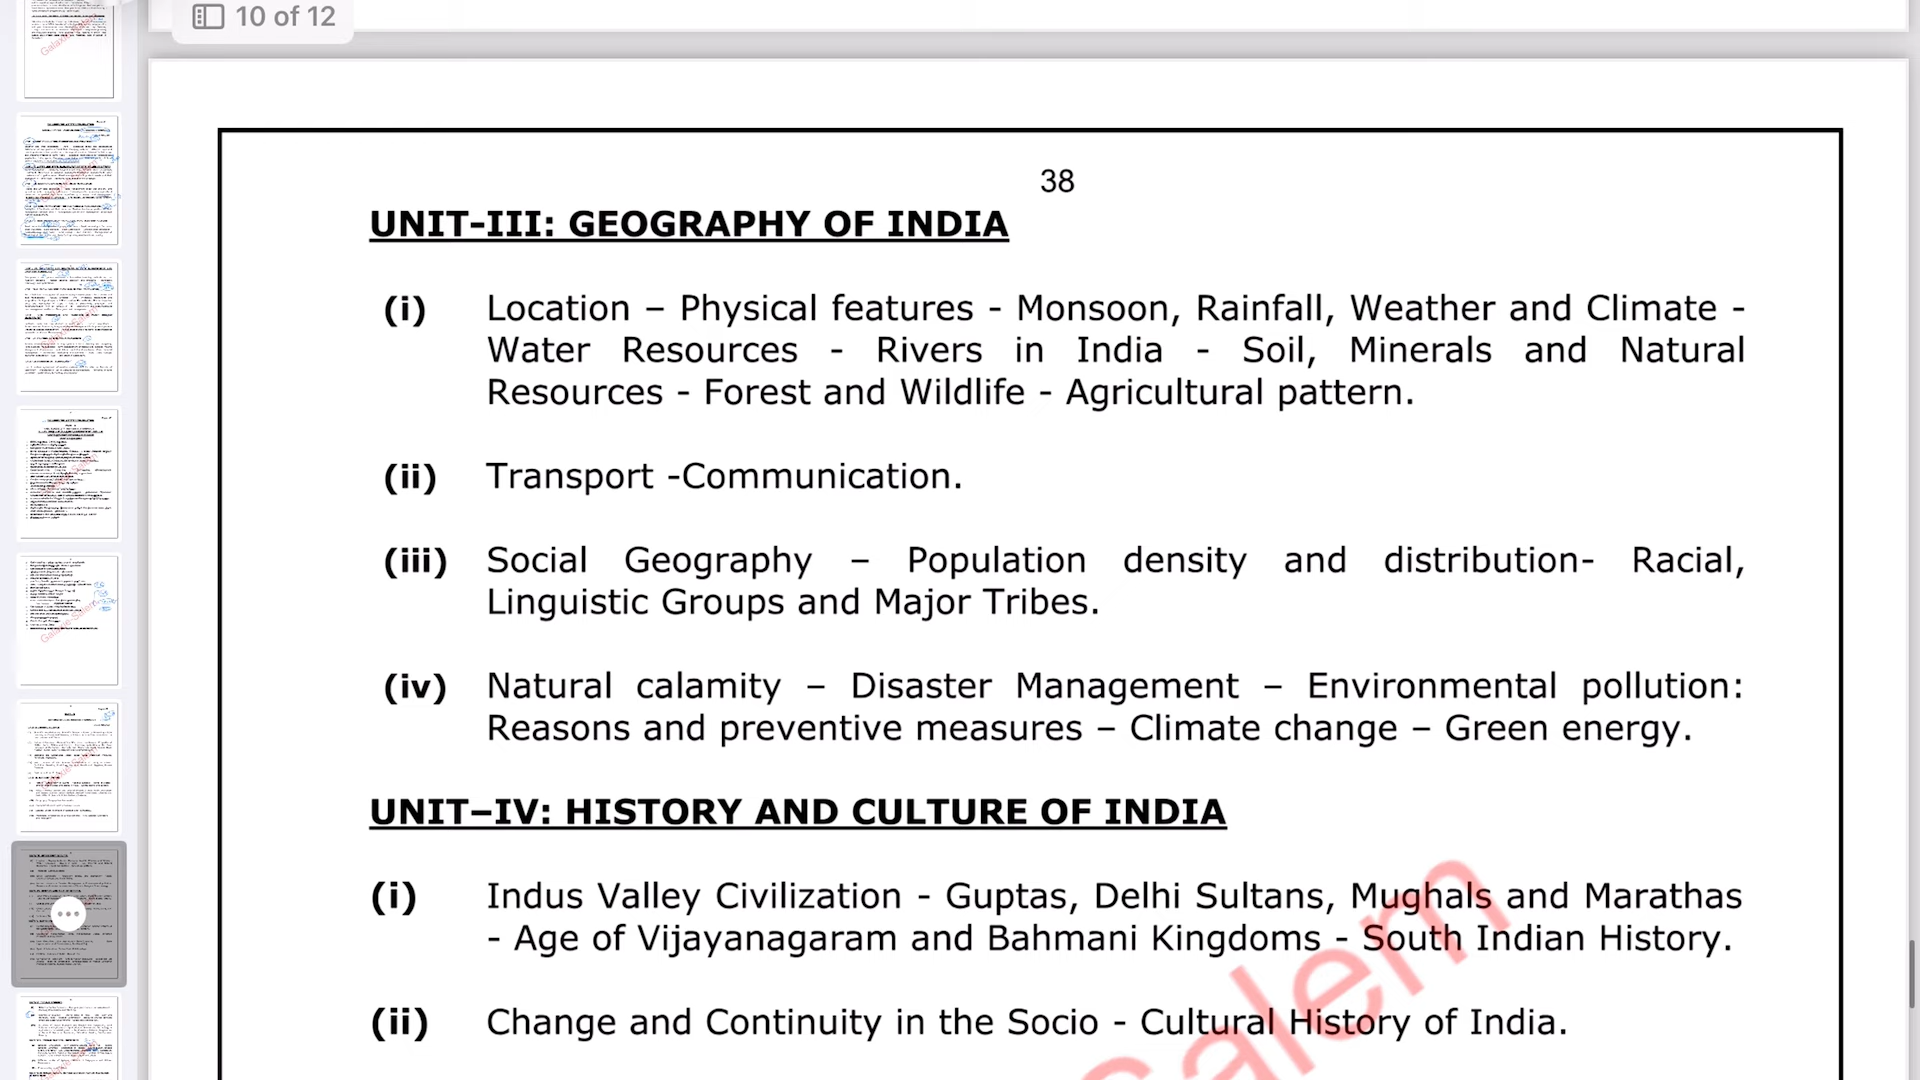 10 of 12
38
UNIT-III: GEOGRAPHY OF INDIA
(i) Location – Physical features - Monsoon, Rainfall, Weather and Climate -
Water Resources - Rivers in India - Soil, Minerals and Natural
Resources - Forest and Wildlife - Agricultural pattern.
(ii) Transport -Communication.
(iii) Social Geography – Population density and distribution- Racial,
Linguistic Groups and Major Tribes.
(iv) Natural calamity – Disaster Management – Environmental pollution:
Reasons and preventive measures – Climate change – Green energy.
UNIT–IV: HISTORY AND CULTURE OF INDIA
(i) Indus Valley Civilization - Guptas, Delhi Sultans, Mughals and Marathas
- Age of Vijayanagaram and Bahmani Kingdoms - South Indian History.
(ii) Change and Continuity in the Socio - Cultural History of India.
Salem